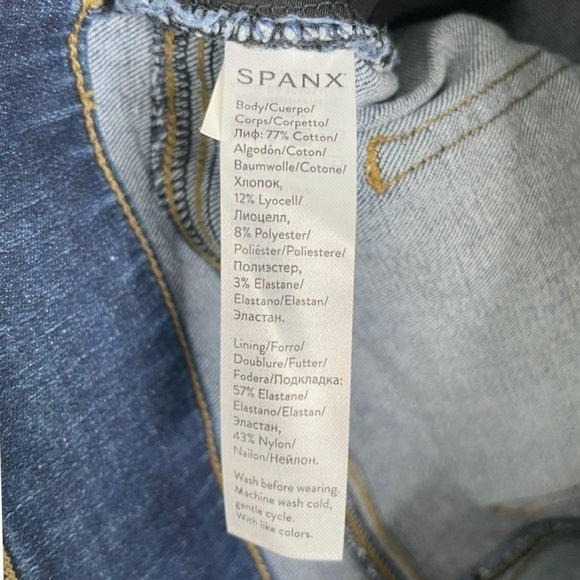 SPANX
Body/Cuerpo/
Corps/Corpetto/
Лиф: 77% Cotton/
Algodón/Coton/
Baumwolle/Cotone/
Хлопок,
12% Lyocell/
Лиоцелл,
8% Polyester/
Poliéster/Poliestere/
Полиэстер,
3% Elastane/
Elastano/Elastan/
Эластан.
Lining/Forro/
Doublure/Futter/
Fodera/Подкладка:
57% Elastane/
Elastano/Elastan/
Эластан,
43% Nylon/
Nailon/Нейлон.
Wash before wearing.
Machine wash cold,
gentle cycle.
With like colors.